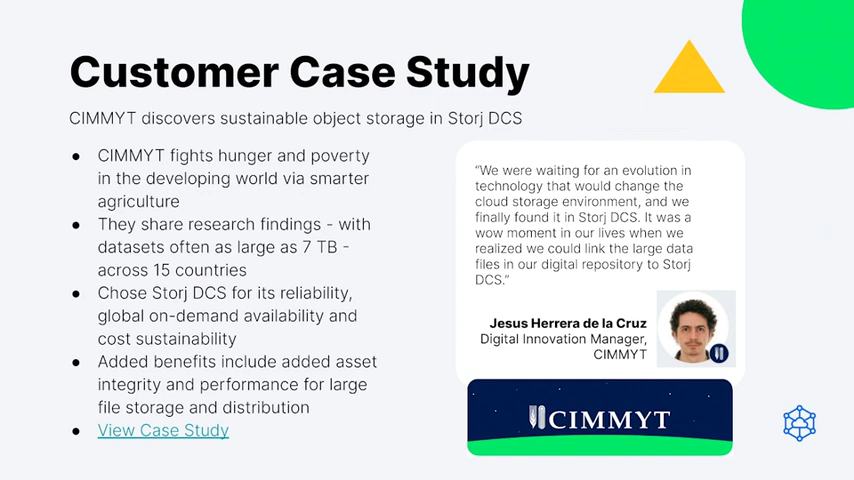 Customer Case Study
CIMMYT discovers sustainable object storage in Storj DCS
● CIMMYT fights hunger and poverty
in the developing world via smarter
agriculture
● They share research findings - with
datasets often as large as 7 TB -
across 15 countries
● Chose Storj DCS for its reliability,
global on-demand availability and
cost sustainability
● Added benefits include added asset
integrity and performance for large
file storage and distribution
● View Case Study
“We were waiting for an evolution in
technology that would change the
cloud storage environment, and we
finally found it in Storj DCS. It was a
wow moment in our lives when we
realized we could link the large data
files in our digital repository to Storj
DCS.”
Jesus Herrera de la Cruz
Digital Innovation Manager,
CIMMYT
CIMMYT